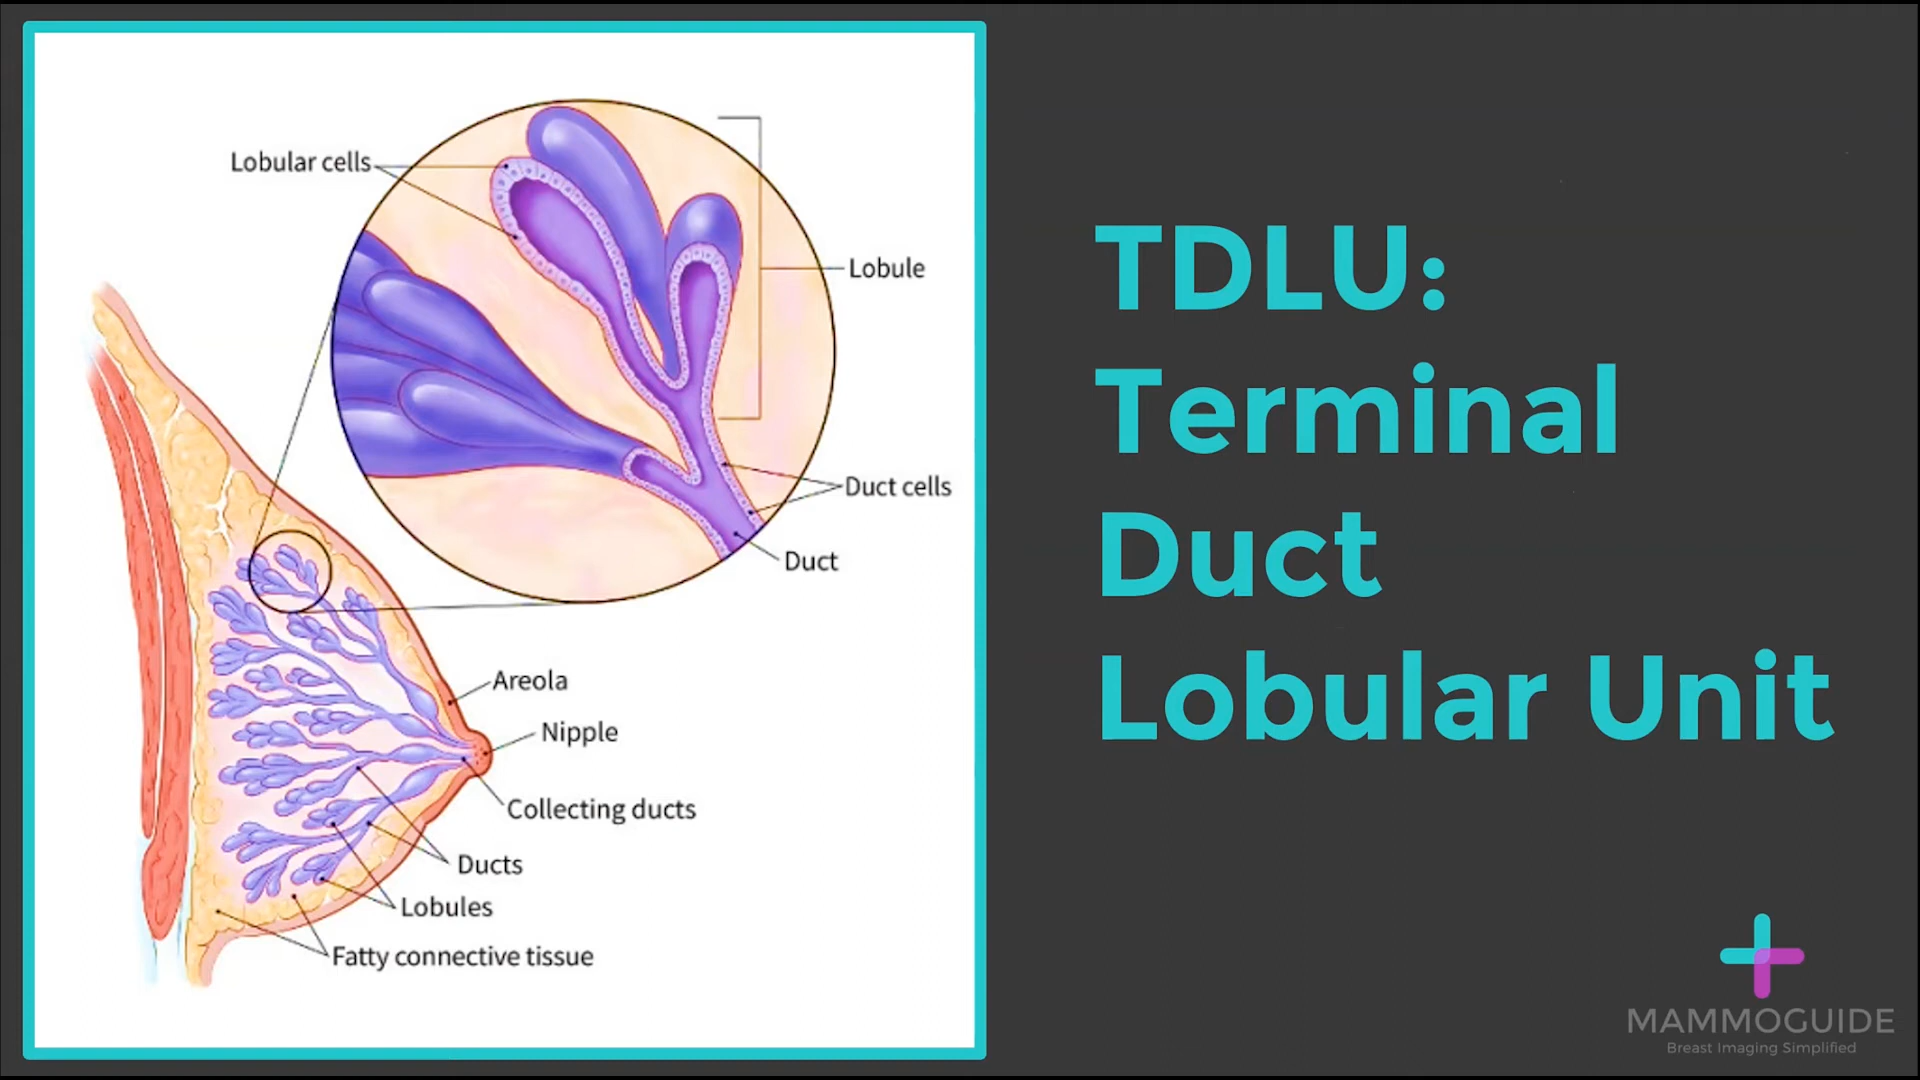 Lobular cells
Lobule
Duct cells
Duct
Areola
Nipple
Collecting ducts
Ducts
Lobules
Fatty connective tissue
TDLU:
Terminal
Duct
Lobular Unit
MAMMOGUIDE
Breast Imaging Simplified